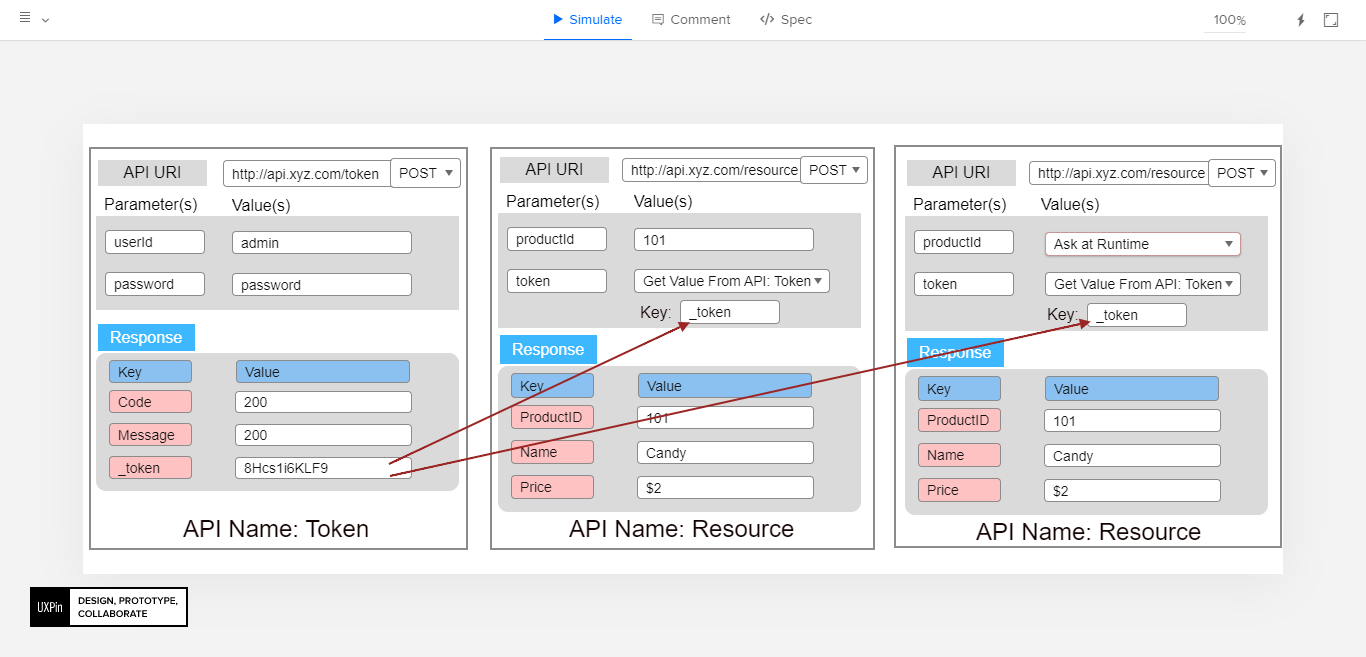 Simulate Comment Spec 100%
API URI http://api.xyz.com/token POST
Parameter(s) Value(s)
userId admin
password password
Response
Key Value
Code 200
Message 200
_token 8Hcs1i6KLF9
API Name: Token
API URI http://api.xyz.com/resource POST
Parameter(s) Value(s)
productId 101
token Get Value From API: Token
Key: _token
Response
Key Value
ProductID 101
Name Candy
Price $2
API Name: Resource
API URI http://api.xyz.com/resource POST
Parameter(s) Value(s)
productId Ask at Runtime
token Get Value From API: Token
Key: _token
Response
Key Value
ProductID 101
Name Candy
Price $2
API Name: Resource
UXPin DESIGN, PROTOTYPE,
COLLABORATE